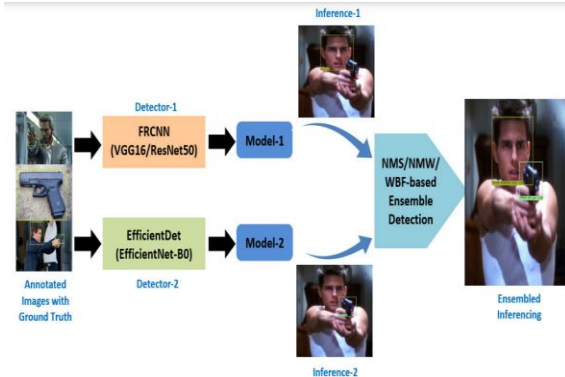 Inference-1
Detector-1
FRCNN
(VGG16/ResNet50)
Model-1
NMS/NMW/
WBF-based
Ensemble
Detection
EfficientDet
(EfficientNet-B0)
Model-2
Detector-2
Annotated
Images with
Ground Truth
Ensembled
Inferencing
Inference-2